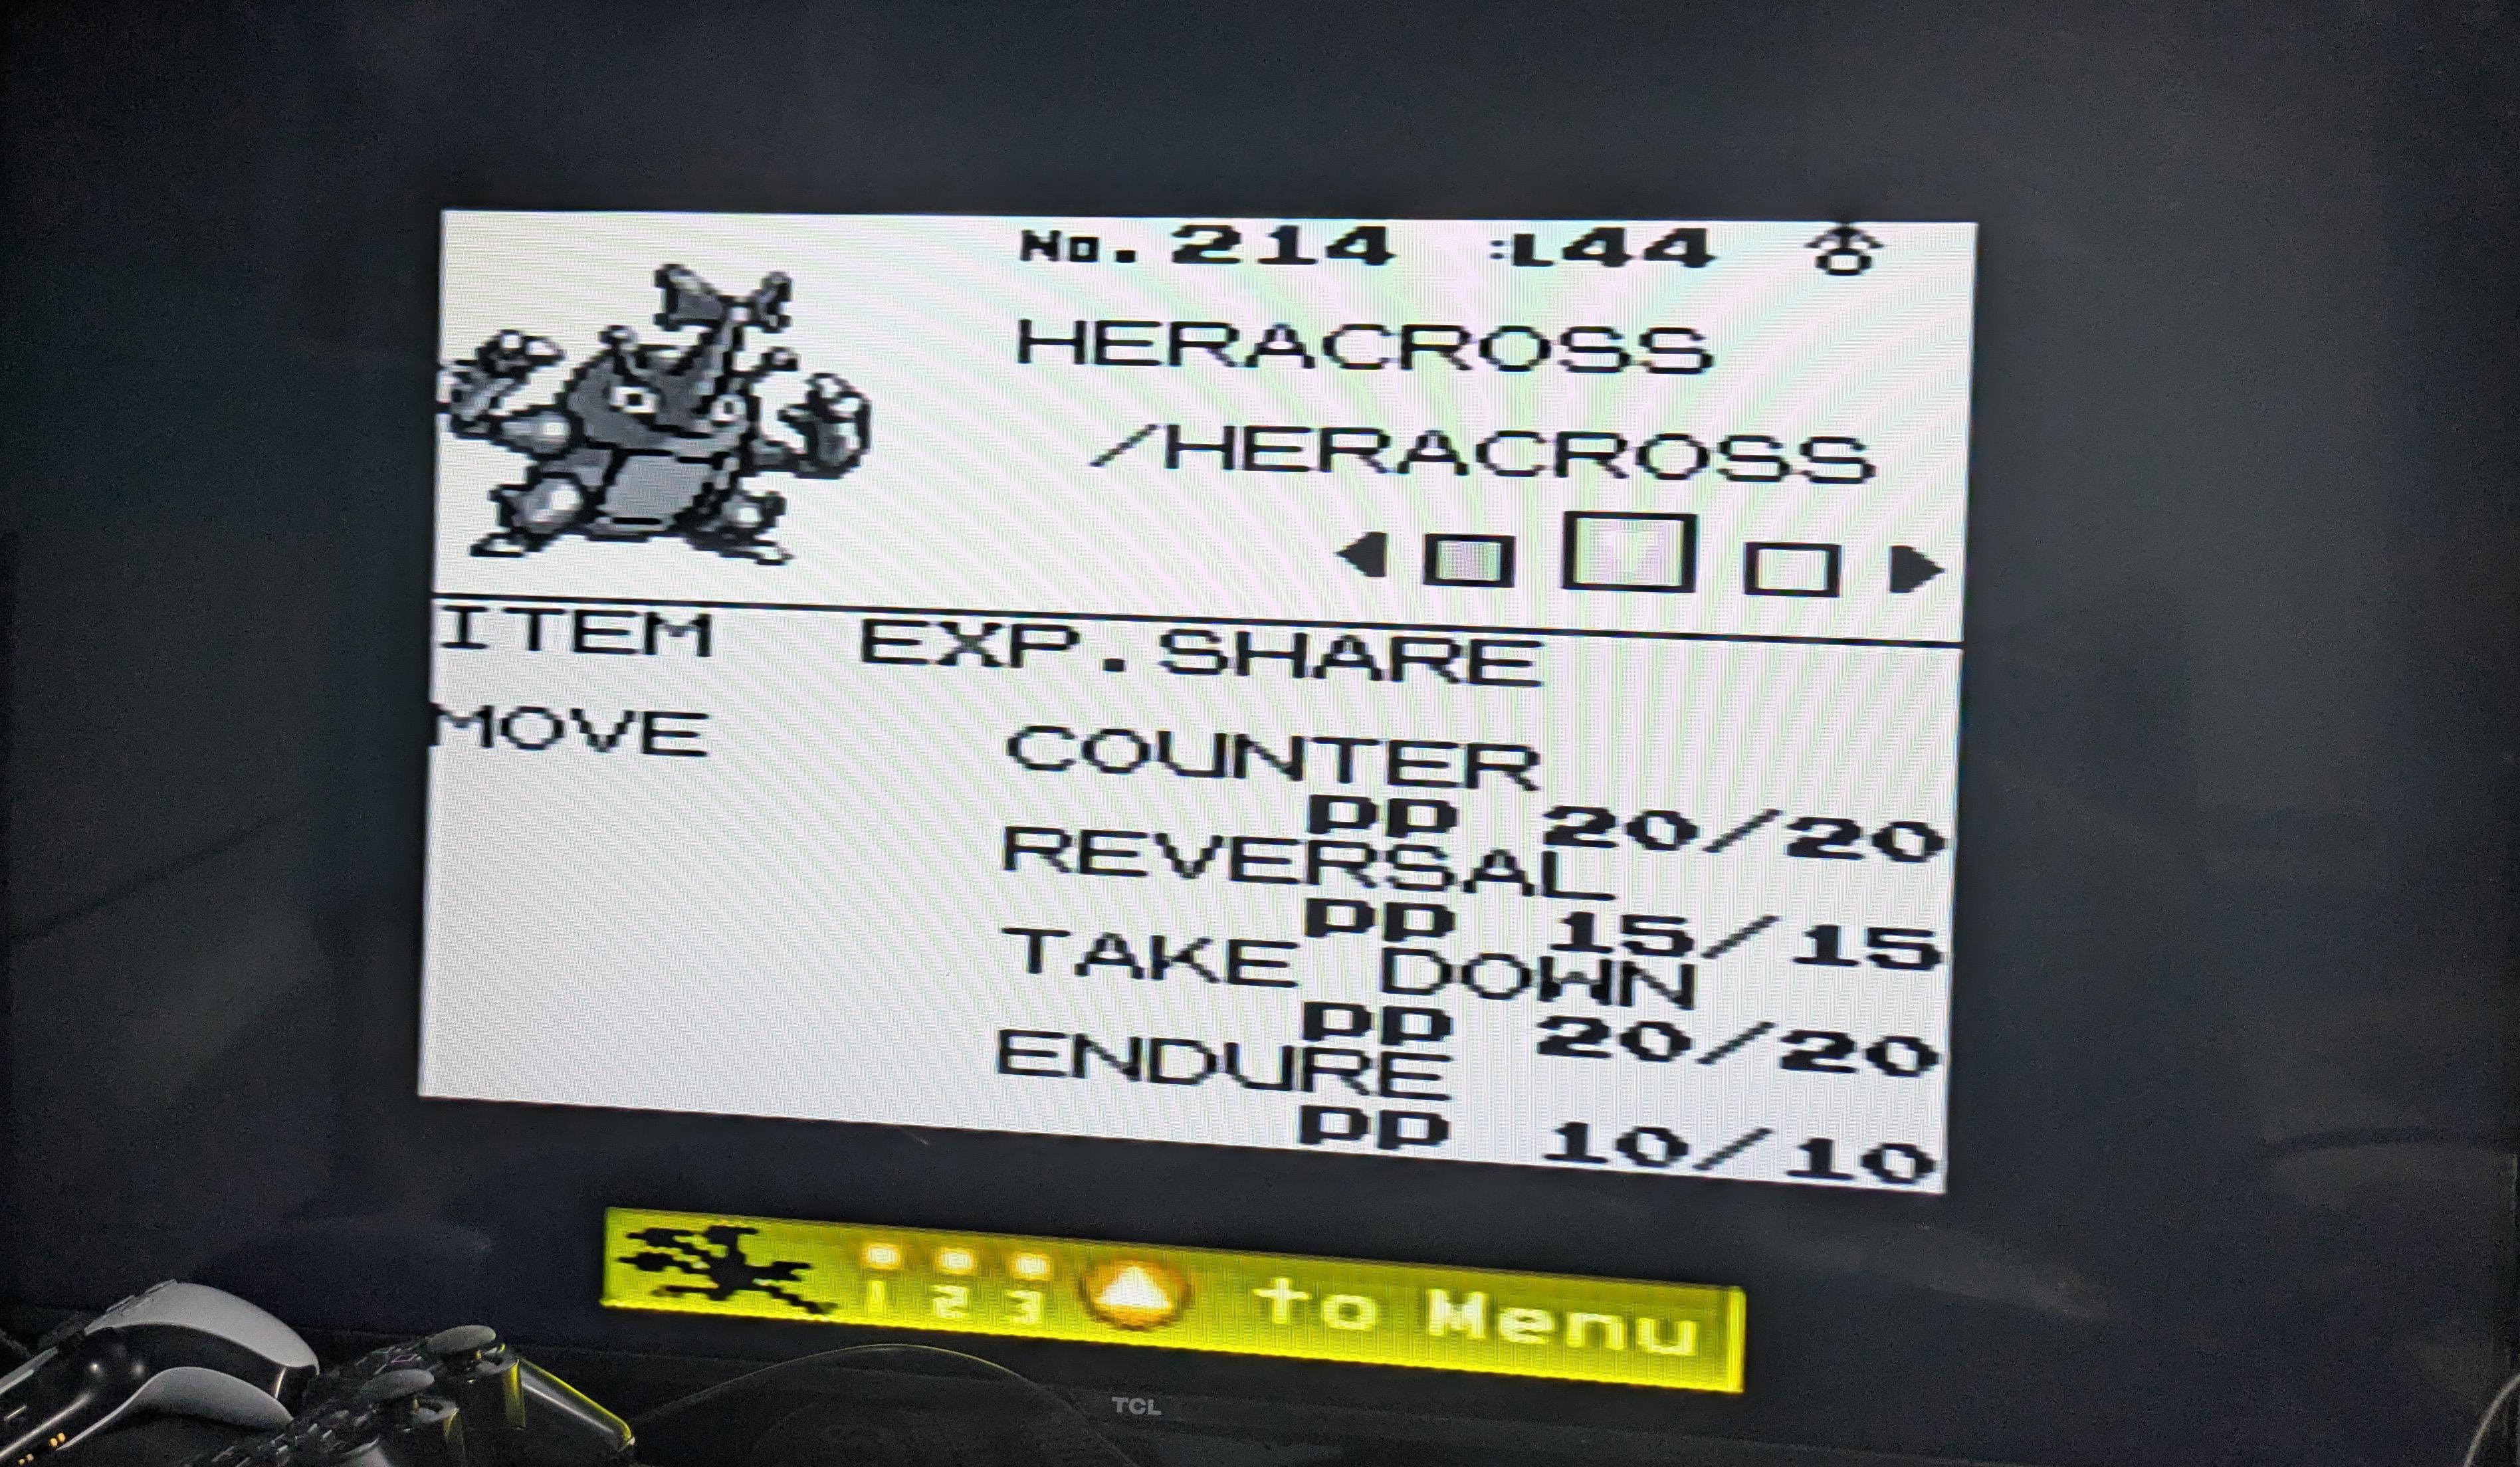 No. 214 :L44 ♂
HERACROSS
/HERACROSS
ITEM EXP.SHARE
MOVE COUNTER
PP 20/20
REVERSAL
PP 15/15
TAKE DOWN
PP 20/20
ENDURE
PP 10/10
1 2 3 to Menu
TCL